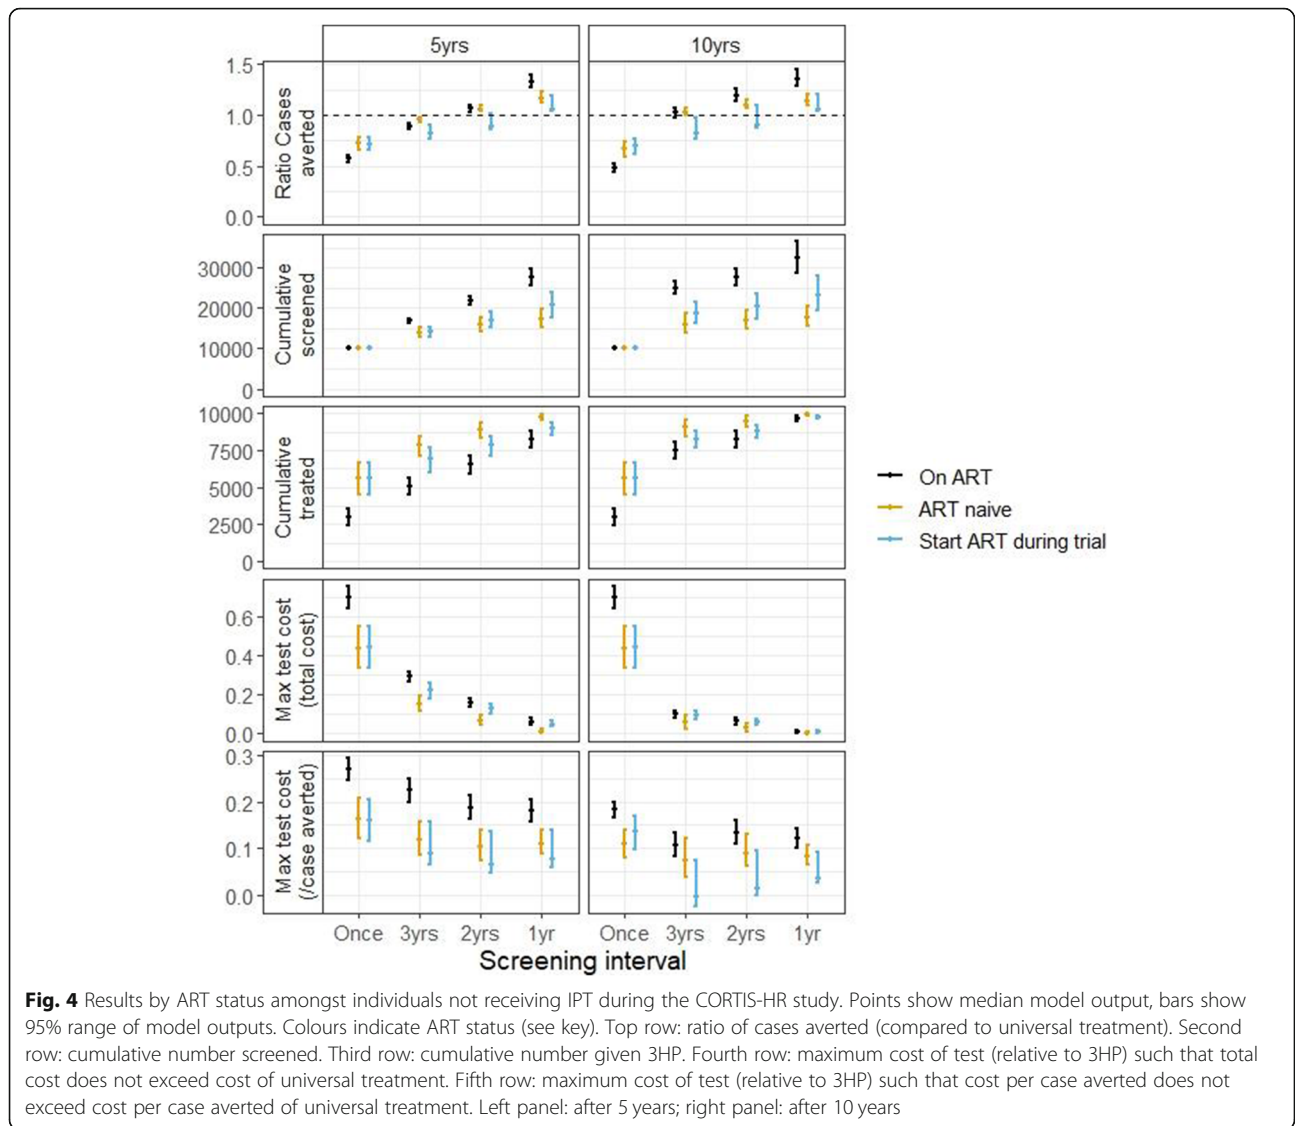 5yrs
10yrs
Ratio Cases
averted
1.5
1.0
0.5
0.0
Cumulative
screened
30000
20000
10000
0
Cumulative
treated
10000
7500
5000
2500
0
Max test cost
(total cost)
0.6
0.4
0.2
0.0
Max test cost
(/case averted)
0.3
0.2
0.1
0.0
Once 3yrs 2yrs 1yr
Once 3yrs 2yrs 1yr
Screening interval
On ART
ART naive
Start ART during trial
Fig. 4 Results by ART status amongst individuals not receiving IPT during the CORTIS-HR study. Points show median model output, bars show
95% range of model outputs. Colours indicate ART status (see key). Top row: ratio of cases averted (compared to universal treatment). Second
row: cumulative number screened. Third row: cumulative number given 3HP. Fourth row: maximum cost of test (relative to 3HP) such that total
cost does not exceed cost of universal treatment. Fifth row: maximum cost of test (relative to 3HP) such that cost per case averted does not
exceed cost per case averted of universal treatment. Left panel: after 5 years; right panel: after 10 years